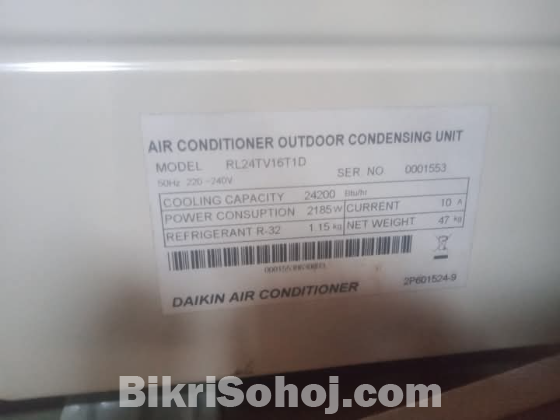 AIR CONDITIONER OUTDOOR CONDENSING UNIT
MODEL RL24TV16T1D SER NO 0001553
50Hz 220-240V
COOLING CAPACITY 24200 Btu/hr
POWER CONSUPTION 2185W CURRENT 10 A
REFRIGERANT R-32 1.15 kg NET WEIGHT 47 kg
DAIKIN AIR CONDITIONER 2P601524-9
BikriSohoj.com